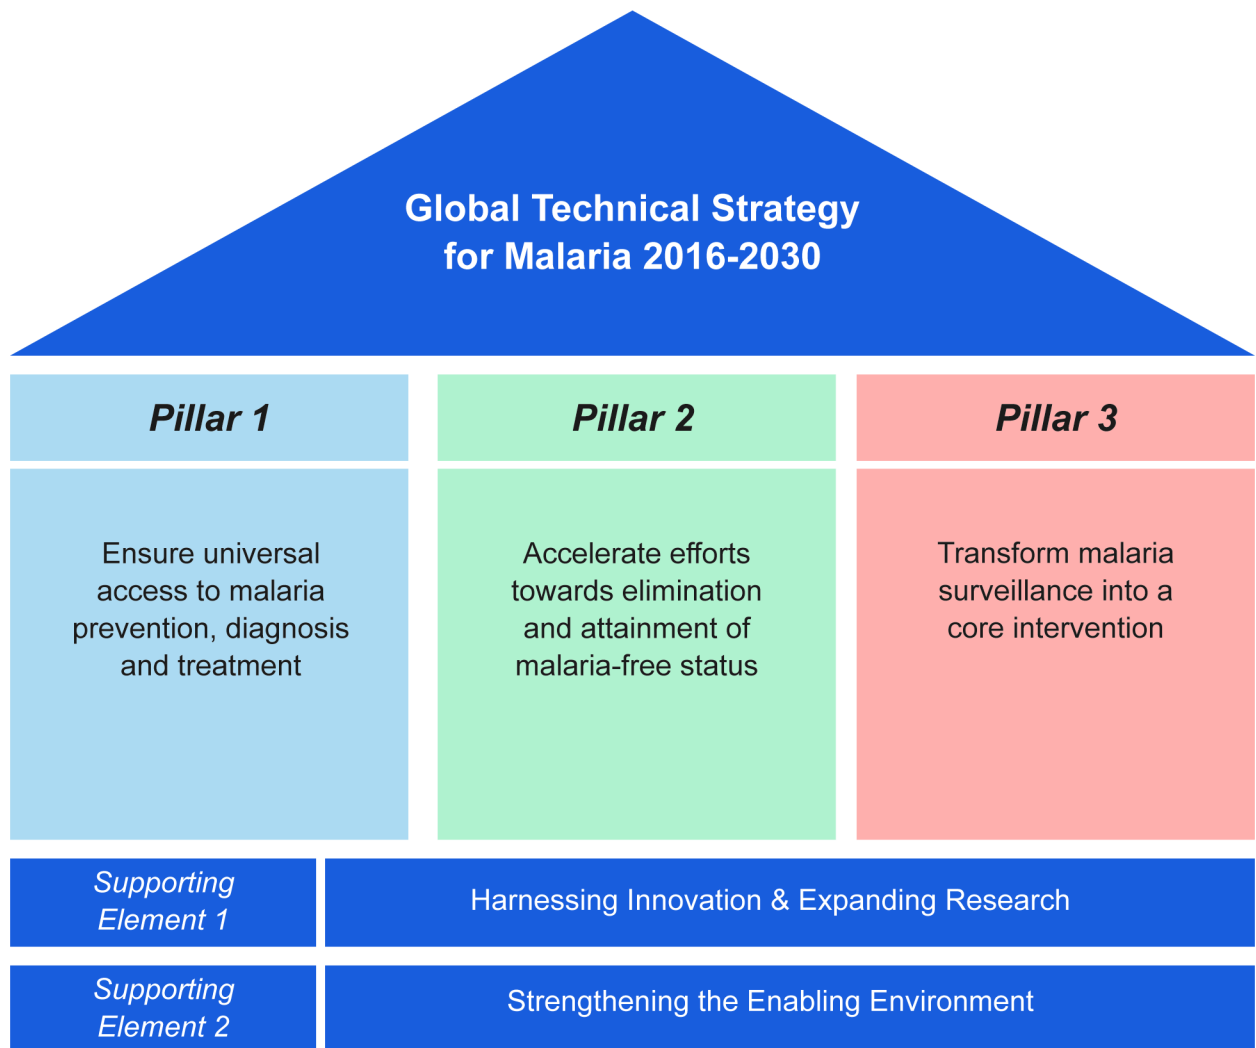 Global Technical Strategy
for Malaria 2016-2030
Pillar 1
Ensure universal
access to malaria
prevention, diagnosis
and treatment
Pillar 2
Accelerate efforts
towards elimination
and attainment of
malaria-free status
Pillar 3
Transform malaria
surveillance into a
core intervention
Supporting
Element 1
Harnessing Innovation & Expanding Research
Supporting
Element 2
Strengthening the Enabling Environment